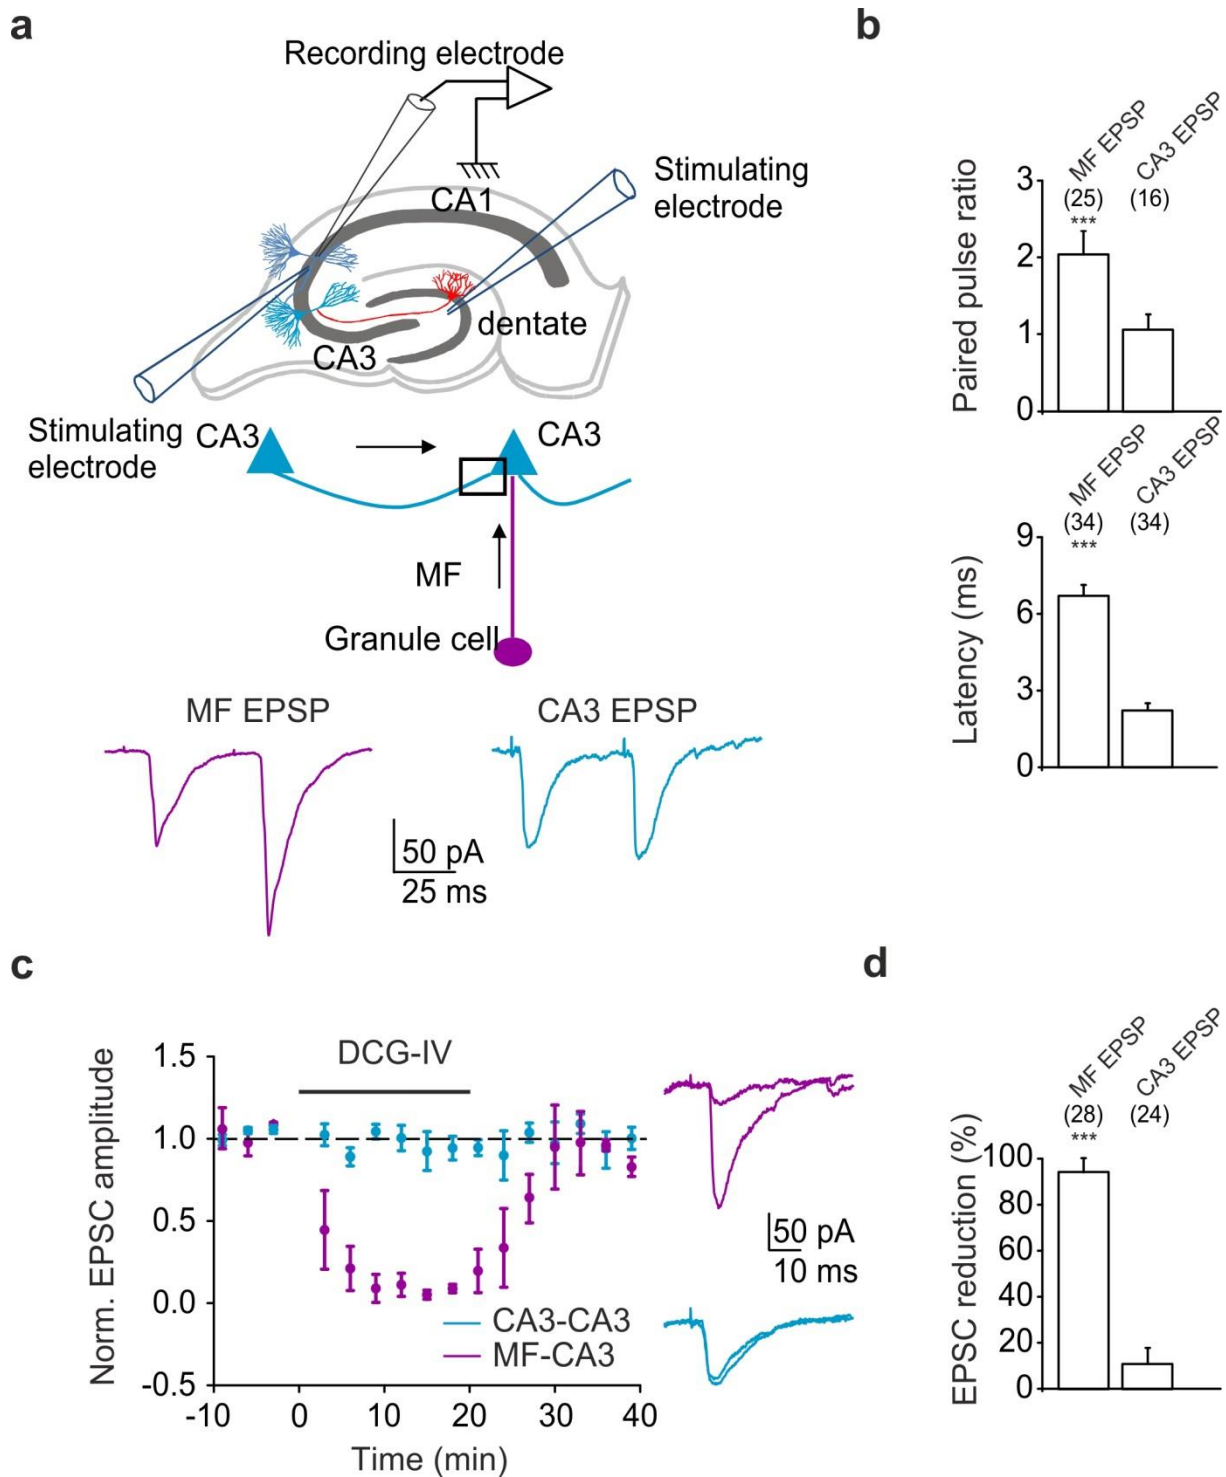 a
Recording electrode
Stimulating
electrode
CA1
dentate
CA3
Stimulating
electrode
CA3
CA3
MF
Granule cell
MF EPSP
CA3 EPSP
50 pA
25 ms
b
MF EPSP
CA3 EPSP
(25)
(16)
***
Paired pulse ratio
3
2
1
0
MF EPSP
CA3 EPSP
(34)
(34)
***
Latency (ms)
9
6
3
0
c
DCG-IV
Norm. EPSC amplitude
1.5
1.0
0.5
0.0
-0.5
CA3-CA3
MF-CA3
-10
0
10
20
30
40
Time (min)
50 pA
10 ms
d
MF EPSP
CA3 EPSP
(28)
(24)
***
EPSC reduction (%)
100
80
60
40
20
0